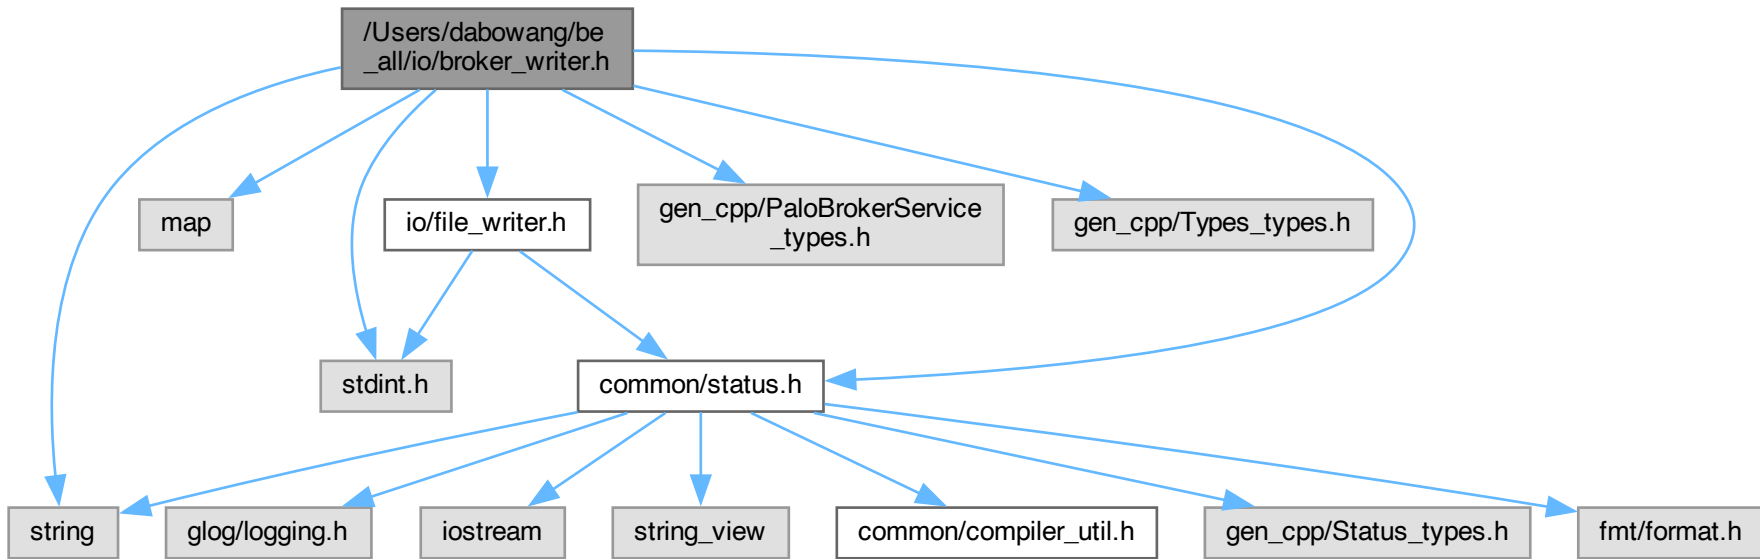 /Users/dabowang/be
_all/io/broker_writer.h
map
io/file_writer.h
gen_cpp/PaloBrokerService
_types.h
gen_cpp/Types_types.h
stdint.h
common/status.h
string
glog/logging.h
iostream
string_view
common/compiler_util.h
gen_cpp/Status_types.h
fmt/format.h